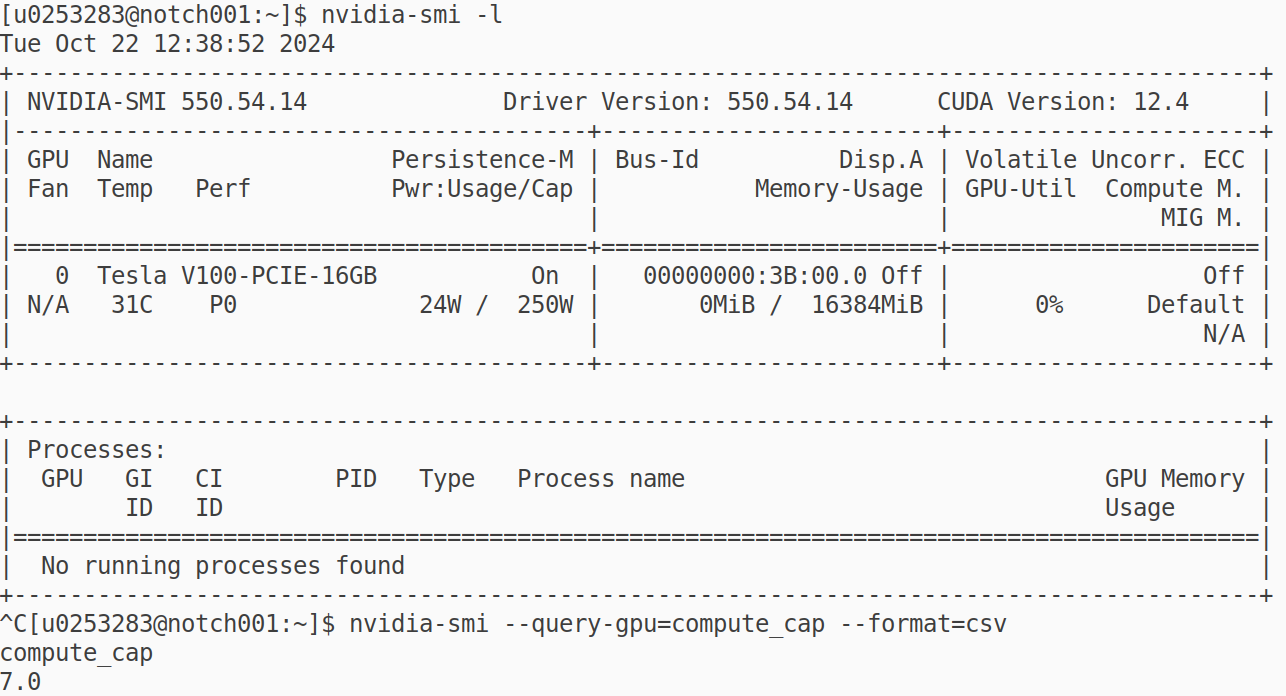 [u0253283@notch001:~]$ nvidia-smi -l
Tue Oct 22 12:38:52 2024
+-----------------------------------------------------------------------------------------+
| NVIDIA-SMI 550.54.14              Driver Version: 550.54.14      CUDA Version: 12.4     |
|-----------------------------------------+------------------------+----------------------+
| GPU  Name                 Persistence-M | Bus-Id          Disp.A | Volatile Uncorr. ECC |
| Fan  Temp   Perf          Pwr:Usage/Cap |           Memory-Usage | GPU-Util  Compute M. |
|                                         |                        |               MIG M. |
|=========================================+========================+======================|
|   0  Tesla V100-PCIE-16GB           On  |   00000000:3B:00.0 Off |                  Off |
| N/A   31C    P0             24W /  250W |       0MiB /  16384MiB |      0%      Default |
|                                         |                        |                  N/A |
+-----------------------------------------+------------------------+----------------------+

+-----------------------------------------------------------------------------------------+
| Processes:                                                                              |
|  GPU   GI   CI        PID   Type   Process name                              GPU Memory |
|        ID   ID                                                               Usage      |
|=========================================================================================|
|  No running processes found                                                             |
+-----------------------------------------------------------------------------------------+
^C[u0253283@notch001:~]$ nvidia-smi --query-gpu=compute_cap --format=csv
compute_cap
7.0